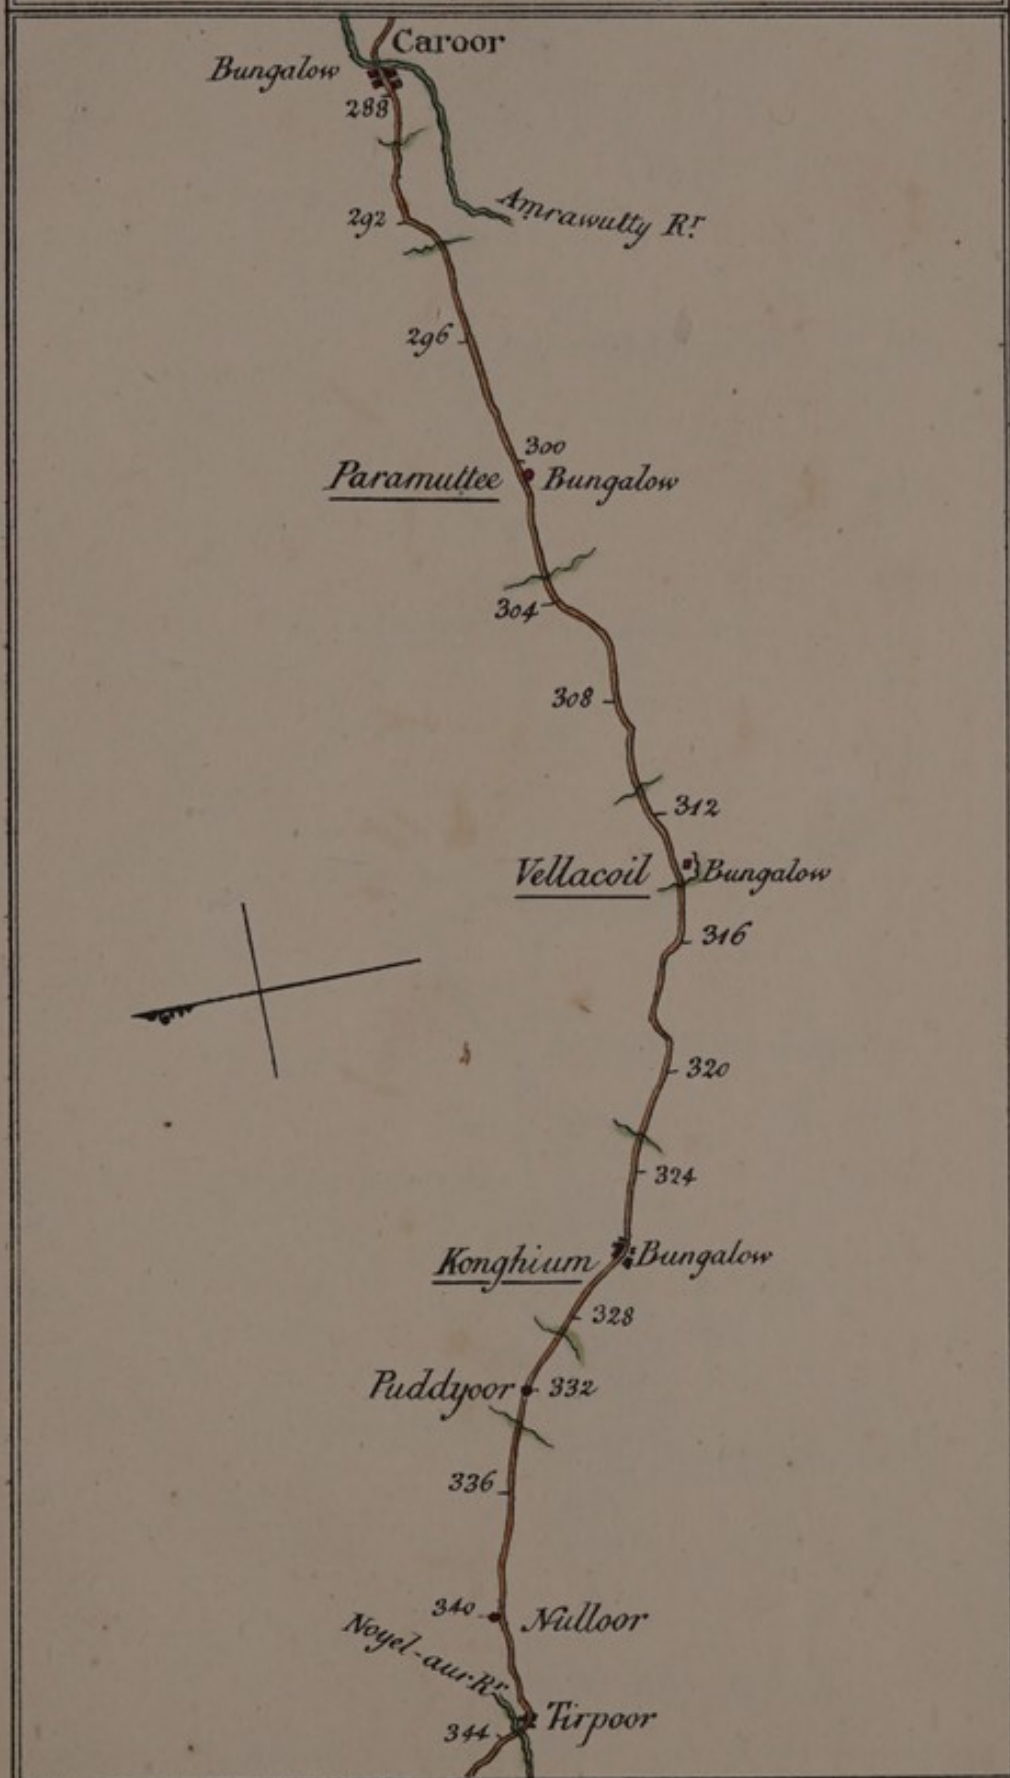 Caroor
Bungalow
288
292
Amrawutty Rr.
296
300
Paramuttee
Bungalow
304
308
312
Vellacoil
Bungalow
316
320
324
Konghium
Bungalow
328
Puddyoor
332
336
340
Nulloor
Noyel-aur Rr.
Tirpoor
344